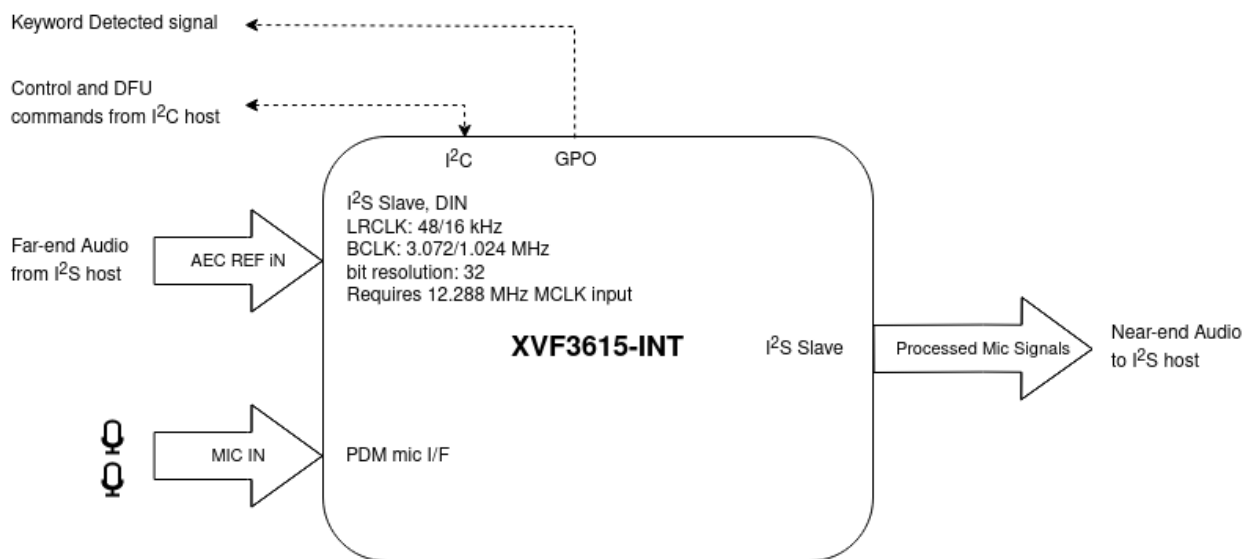 Keyword Detected signal
Control and DFU
commands from I²C host
I²C
GPO
I²S Slave, DIN
LRCLK: 48/16 kHz
BCLK: 3.072/1.024 MHz
bit resolution: 32
Requires 12.288 MHz MCLK input
Far-end Audio
from I²S host
AEC REF iN
XVF3615-INT
I²S Slave
Processed Mic Signals
Near-end Audio
to I²S host
MIC IN
PDM mic I/F